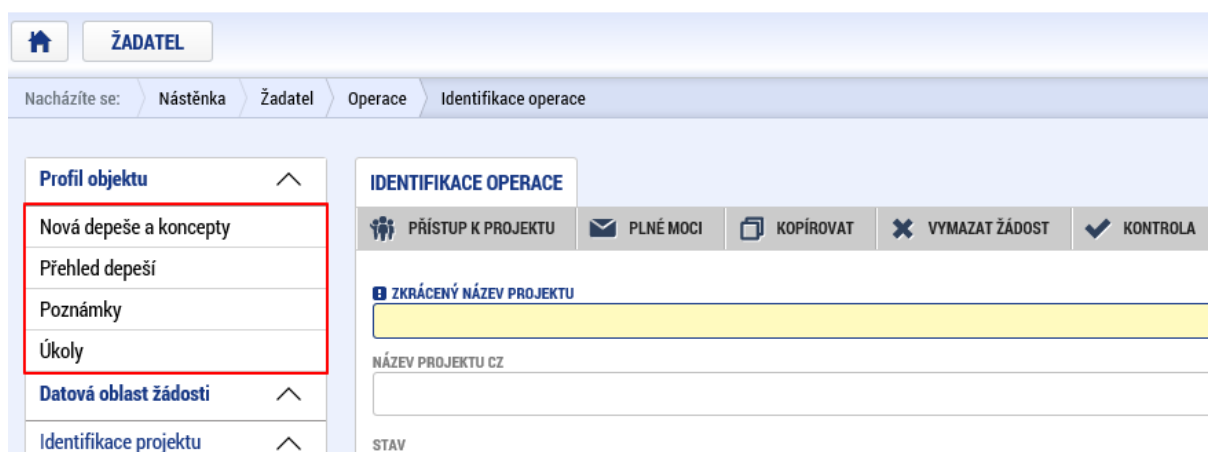 ŽADATEL
Nacházíte se: Nástěnka Žadatel Operace Identifikace operace
Profil objektu
Nová depeše a koncepty
Přehled depeší
Poznámky
Úkoly
Datová oblast žádosti
Identifikace projektu
IDENTIFIKACE OPERACE
PŘÍSTUP K PROJEKTU PLNÉ MOCI KOPÍROVAT VYMAZAT ŽÁDOST KONTROLA
ZKRÁCENÝ NÁZEV PROJEKTU
NÁZEV PROJEKTU CZ
STAV